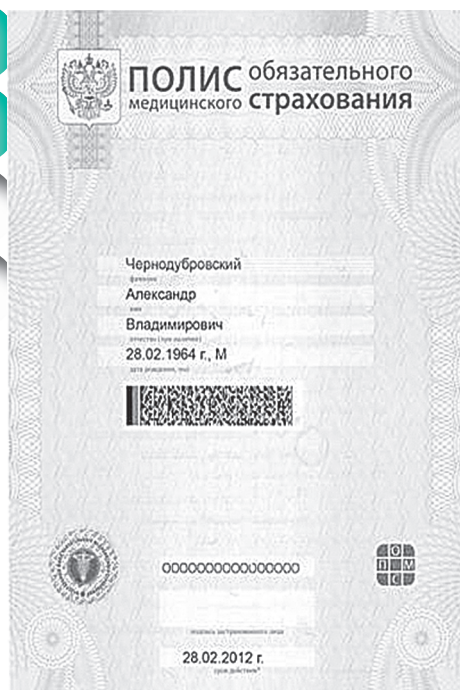 ПОЛИС обязательного
медицинского страхования
Чернодубровский
фамилия
Александр
имя
Владимирович
отчество (при наличии)
28.02.1964 г., М
дата рождения, пол
0000000000000000
О
П М
С
подпись застрахованного лица
28.02.2012 г.
срок действия*